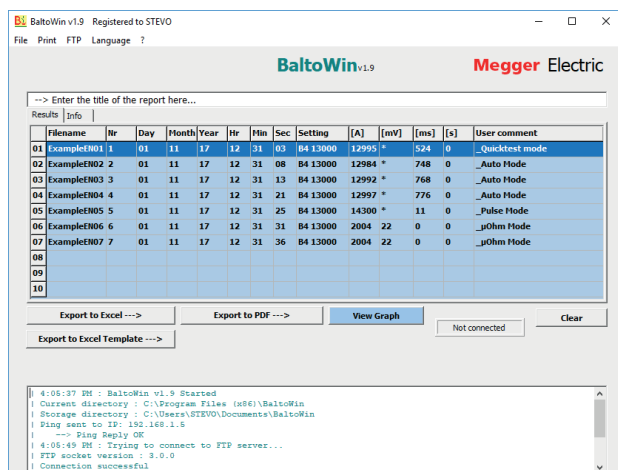 BaltoWin v1.9 Registered to STEVO
File Print FTP Language ?
BaltoWin v1.9 Megger Electric
--> Enter the title of the report here...
Results Info
Filename Nr Day Month Year Hr Min Sec Setting [A] [mV] [ms] [s] User comment
01 ExampleEN01 1 01 11 17 12 31 03 B4 13000 12995 * 524 0 _Quicktest mode
02 ExampleEN02 2 01 11 17 12 31 08 B4 13000 12984 * 748 0 _Auto Mode
03 ExampleEN03 3 01 11 17 12 31 13 B4 13000 12992 * 768 0 _Auto Mode
04 ExampleEN04 4 01 11 17 12 31 21 B4 13000 12997 * 776 0 _Auto Mode
05 ExampleEN05 5 01 11 17 12 31 25 B4 13000 14300 * 11 0 _Pulse Mode
06 ExampleEN06 6 01 11 17 12 31 31 B4 13000 2004 22 0 0 _µOhm Mode
07 ExampleEN07 7 01 11 17 12 31 36 B4 13000 2004 22 0 0 _µOhm Mode
08
09
10
Export to Excel ---> Export to PDF ---> View Graph Not connected Clear
Export to Excel Template --->
| 4:05:37 PM : BaltoWin v1.9 Started
| Current directory : C:\Program Files (x86)\BaltoWin
| Storage directory : C:\Users\STEVO\Documents\BaltoWin
| Ping sent to IP: 192.168.1.5
| --> Ping Reply OK
| 4:05:49 PM : Trying to connect to FTP server...
| FTP socket version : 3.0.0
| Connection successful